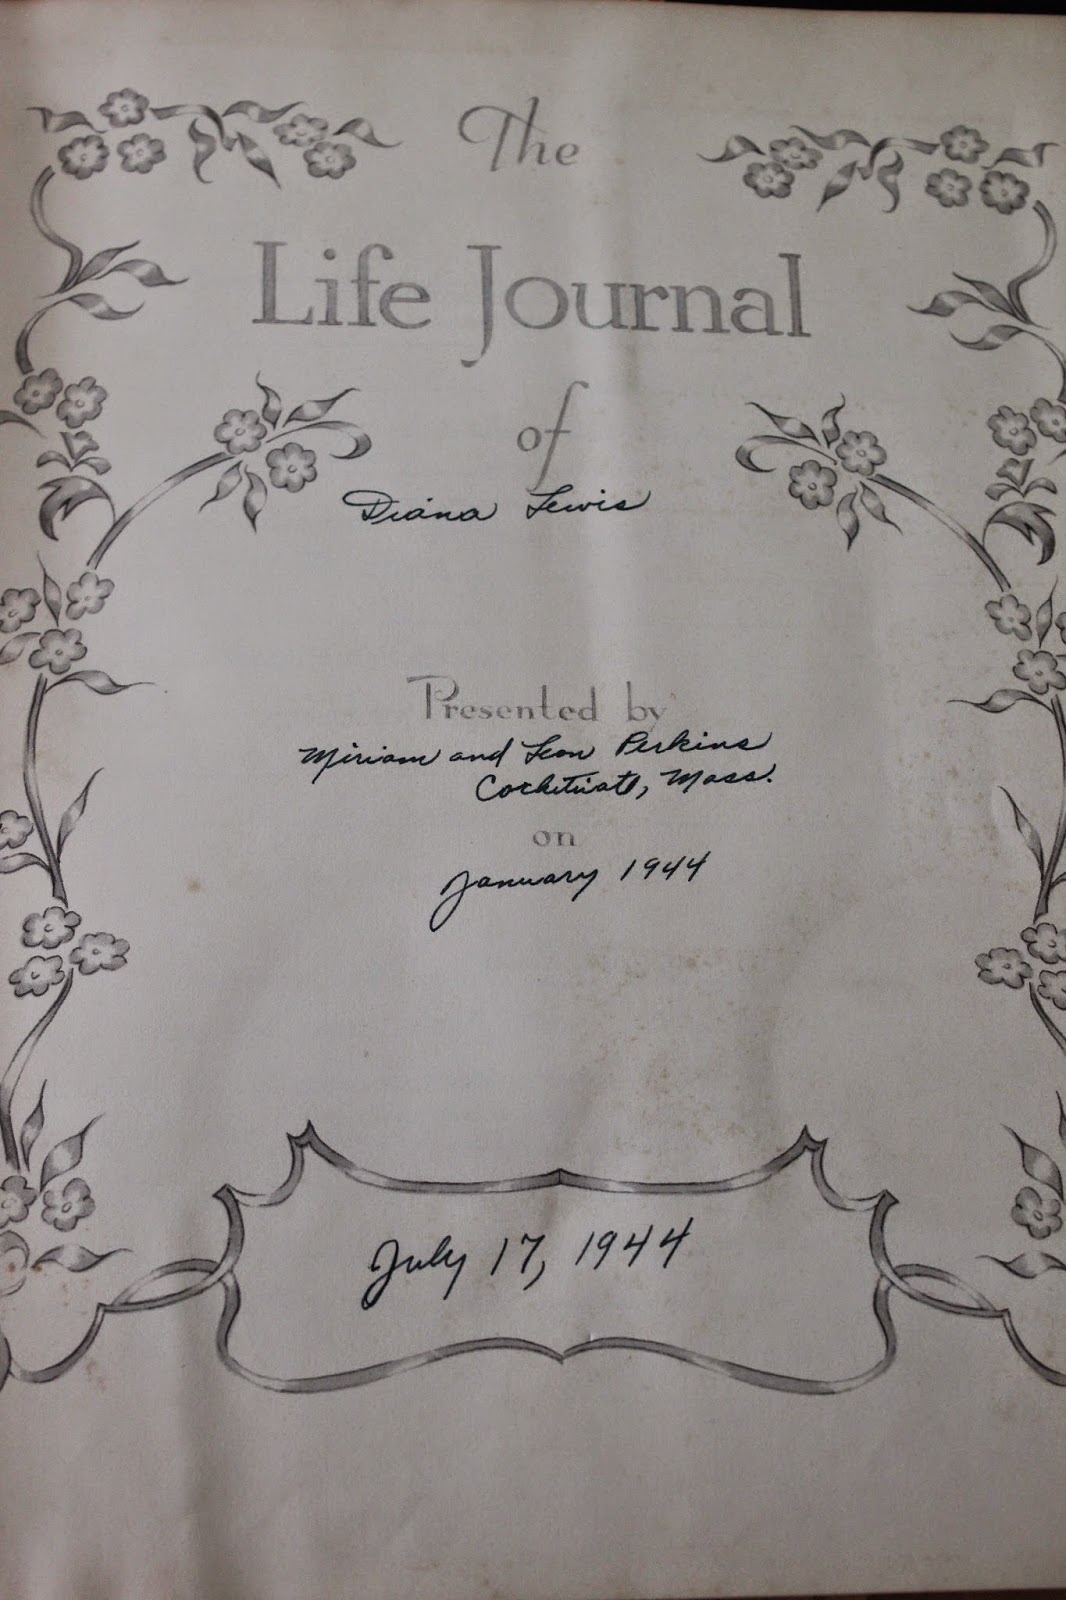 The
Life Journal
of
Diana Lewis
Presented by
Miriam and Leon Perkins
Cochituate, Mass.
on
January 1944
July 17, 1944